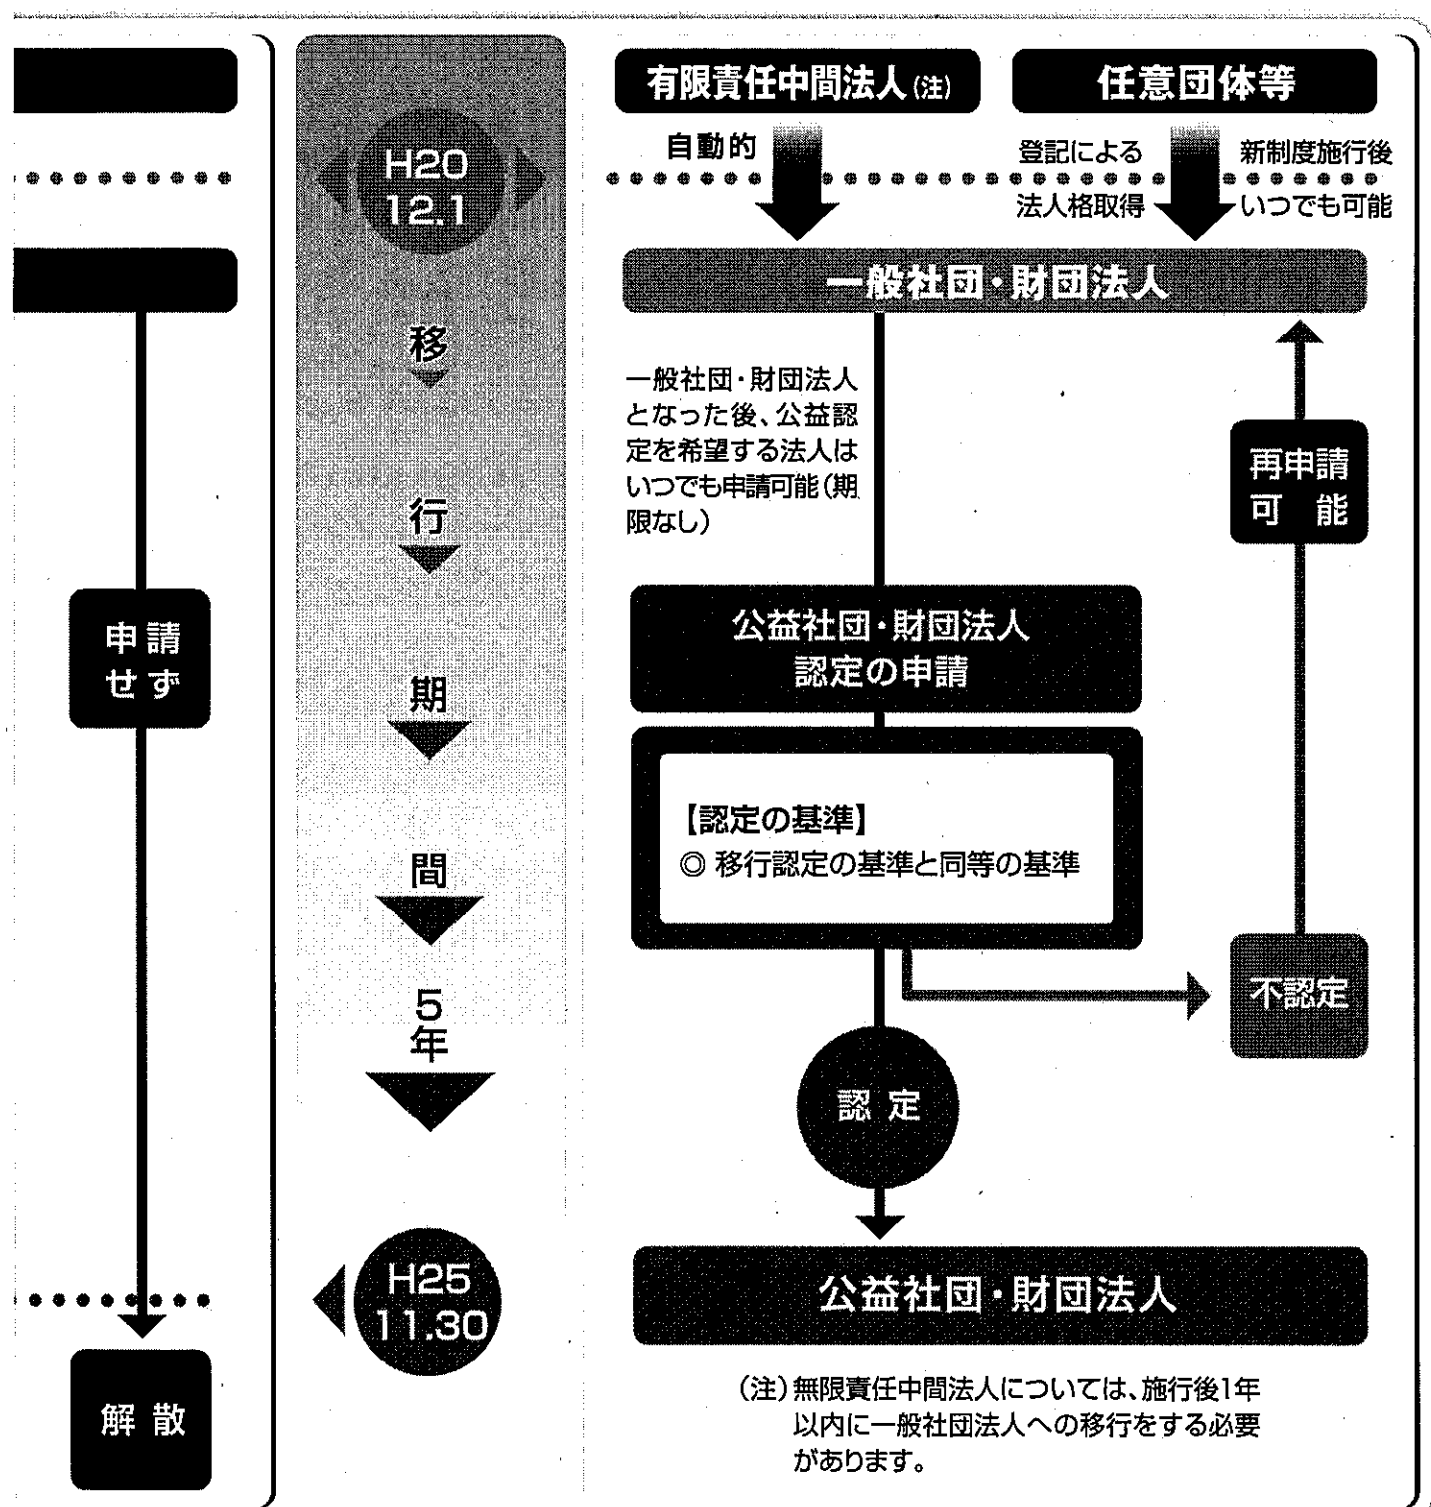 申請
せず
解散
H20
12.1
移
行
期
間
5
年
H25
11.30
有限責任中間法人(注)
任意団体等
自動的
登記による
法人格取得
新制度施行後
いつでも可能
一般社団・財団法人
一般社団・財団法人
となった後、公益認
定を希望する法人は
いつでも申請可能(期
限なし)
再申請
可能
公益社団・財団法人
認定の申請
【認定の基準】
◎ 移行認定の基準と同等の基準
不認定
認定
公益社団・財団法人
(注)無限責任中間法人については、施行後1年
以内に一般社団法人への移行をする必要
があります。